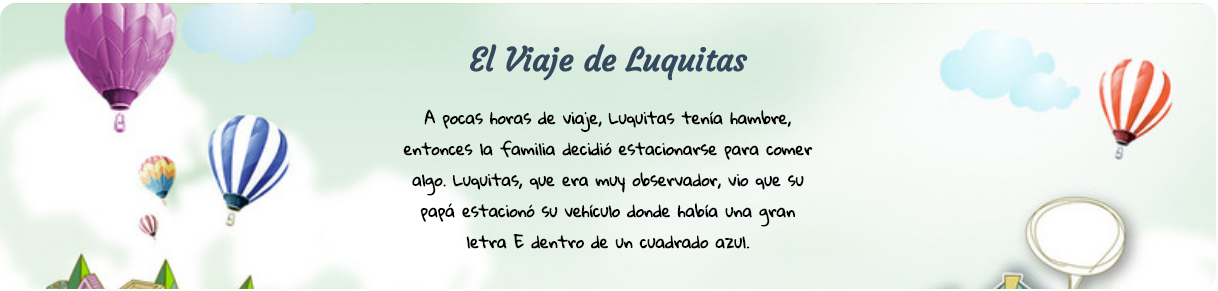 El Viaje de Luquitas
A pocas horas de viaje, Luquitas tenía hambre,
entonces la familia decidió estacionarse para comer
algo. Luquitas, que era muy observador, vio que su
papá estacionó su vehículo donde había una gran
letra E dentro de un cuadrado azul.